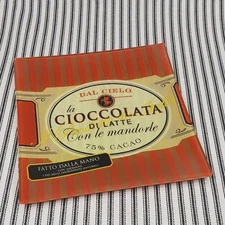 DAL CIELO
la
CIOCCOLATA
DI LATTE
Con le mandorle
75% CACAO
FATTO DALLA MANO